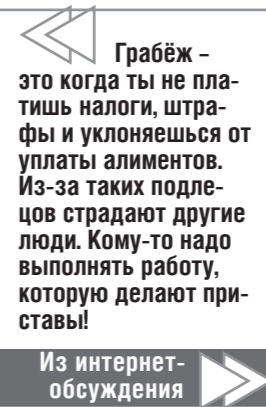 Грабёж –
это когда ты не пла-
тишь налоги, штра-
фы и уклоняешься от
уплаты алиментов.
Из-за таких подле-
цов страдают другие
люди. Кому-то надо
выполнять работу,
которую делают при-
ставы!
Из интернет-
обсуждения